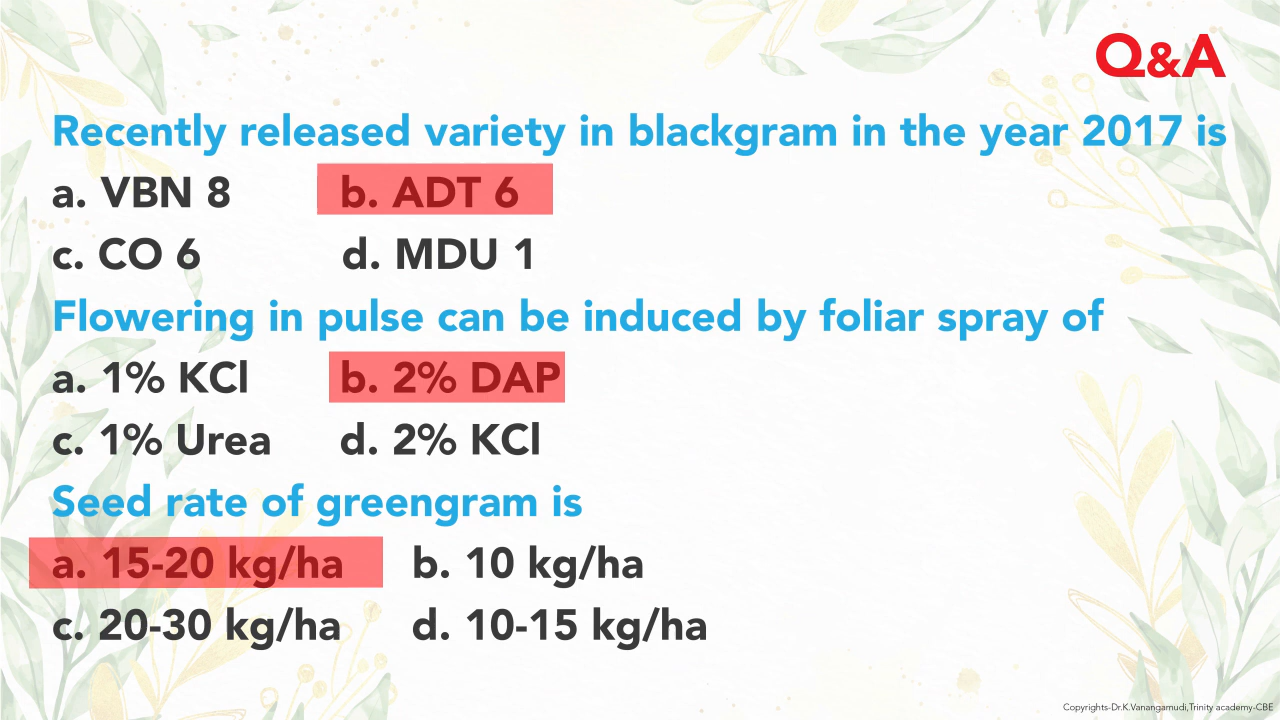 Q&A
Recently released variety in blackgram in the year 2017 is
a. VBN 8 b. ADT 6
c. CO 6 d. MDU 1
Flowering in pulse can be induced by foliar spray of
a. 1% KCl b. 2% DAP
c. 1% Urea d. 2% KCl
Seed rate of greengram is
a. 15-20 kg/ha b. 10 kg/ha
c. 20-30 kg/ha d. 10-15 kg/ha
Copyrights-Dr.K.Vanangamudi,Trinity academy-CBE